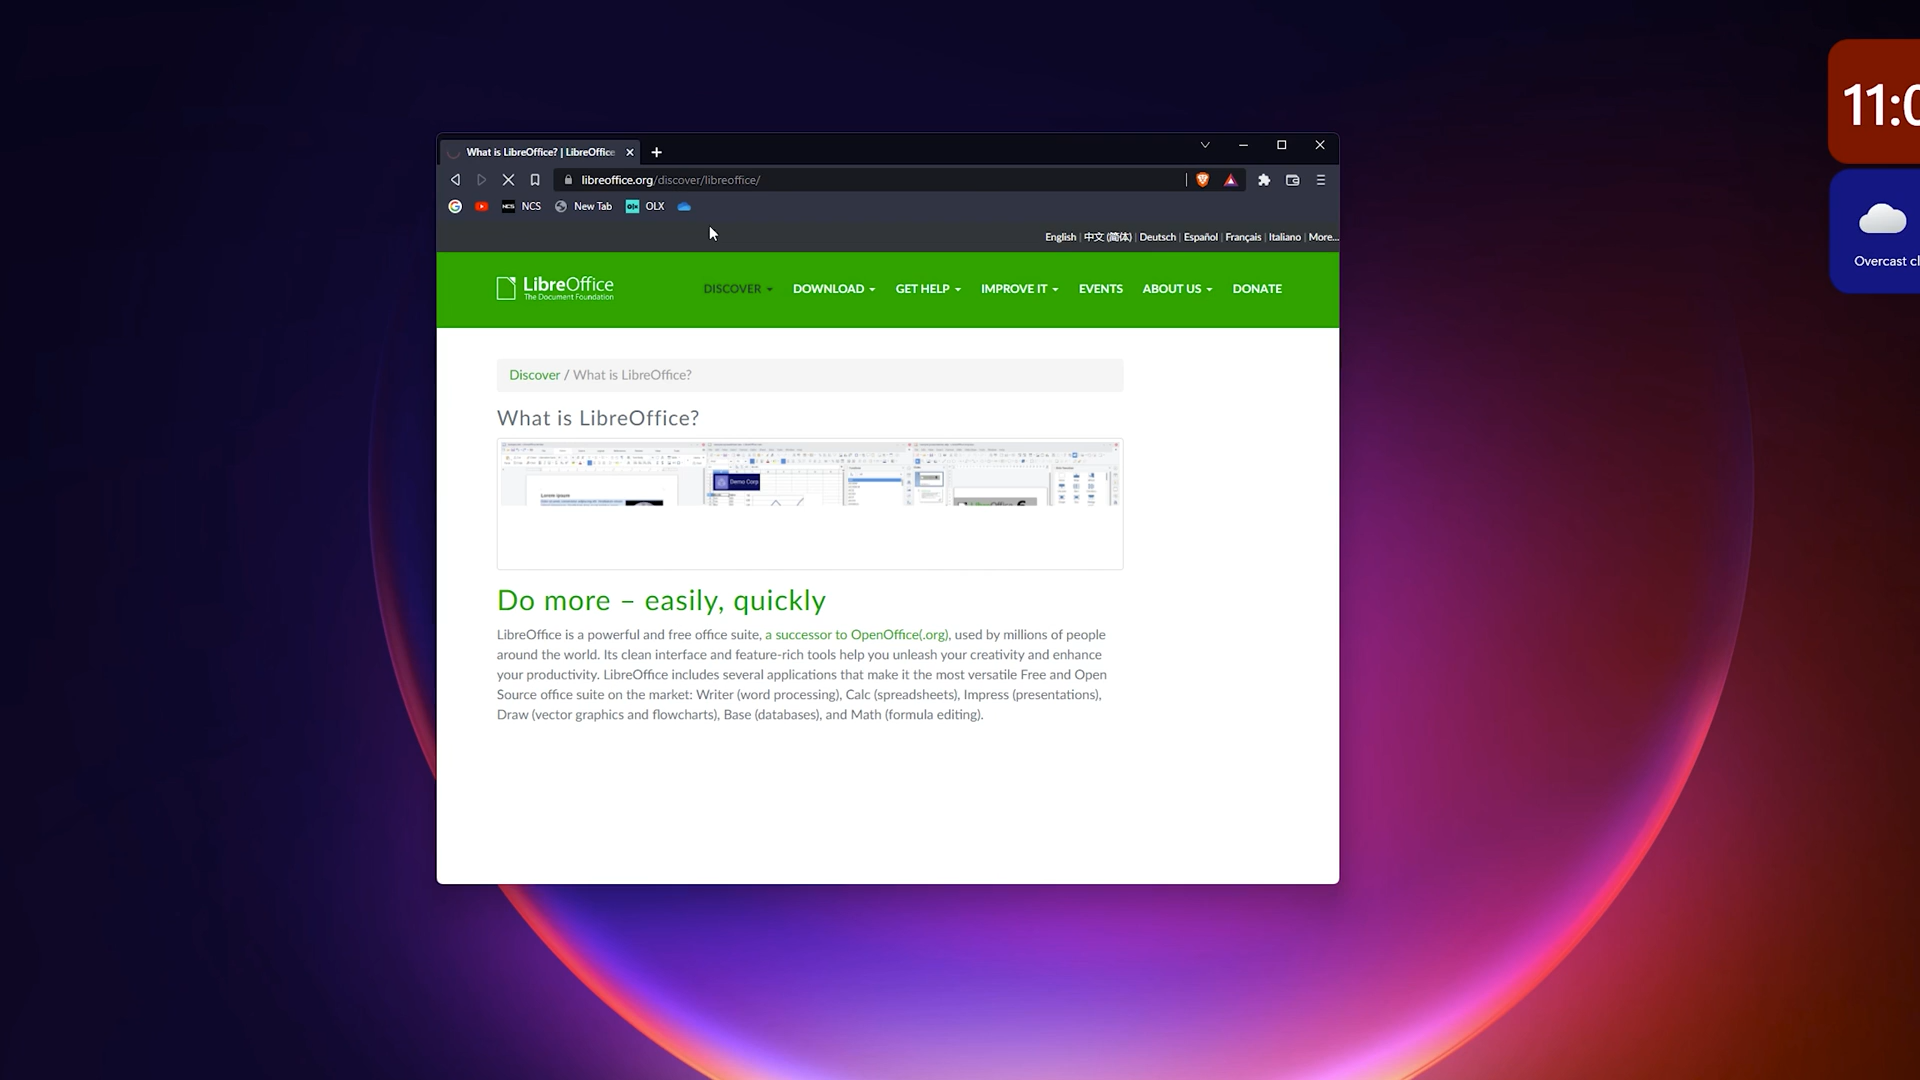 11:0
What is LibreOffice? | LibreOffice
libreoffice.org/discover/libreoffice/
NCS New Tab OLX
English | 中文 (简体) | Deutsch | Español | Français | Italiano | More...
Overcast cl
LibreOffice
The Document Foundation
DISCOVER DOWNLOAD GET HELP IMPROVE IT EVENTS ABOUT US DONATE
Discover / What is LibreOffice?
What is LibreOffice?
Demo Corp
Lorem ipsum
Do more – easily, quickly
LibreOffice is a powerful and free office suite, a successor to OpenOffice(.org), used by millions of people
around the world. Its clean interface and feature-rich tools help you unleash your creativity and enhance
your productivity. LibreOffice includes several applications that make it the most versatile Free and Open
Source office suite on the market: Writer (word processing), Calc (spreadsheets), Impress (presentations),
Draw (vector graphics and flowcharts), Base (databases), and Math (formula editing).